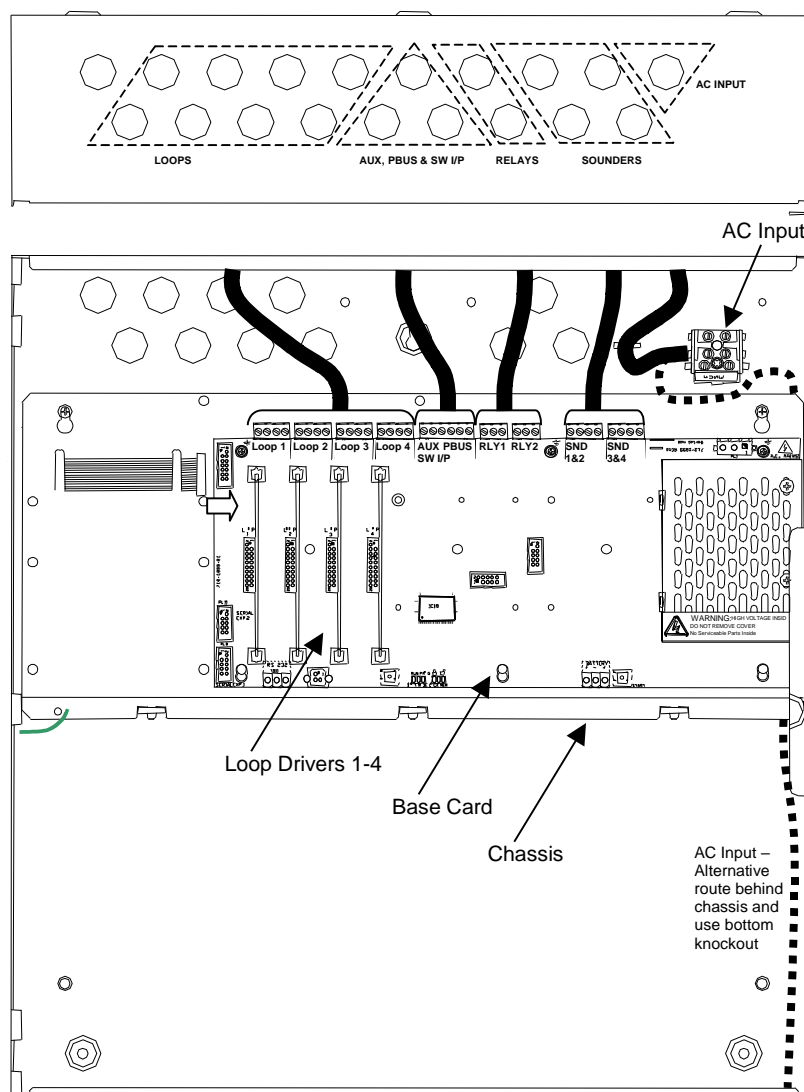 AC INPUT
LOOPS
AUX, PBUS & SW I/P
RELAYS
SOUNDERS
AC Input
Loop 1
Loop 2
Loop 3
Loop 4
AUX PBUS
SW I/P
RLY1
RLY2
SND
1&2
SND
3&4
SERIAL
EXP.2
RS 232
BATTERY
WARNING: HIGH VOLTAGE INSID
DO NOT REMOVE COVER
No Serviceable Parts Inside
Loop Drivers 1-4
Base Card
Chassis
AC Input –
Alternative
route behind
chassis and
use bottom
knockout